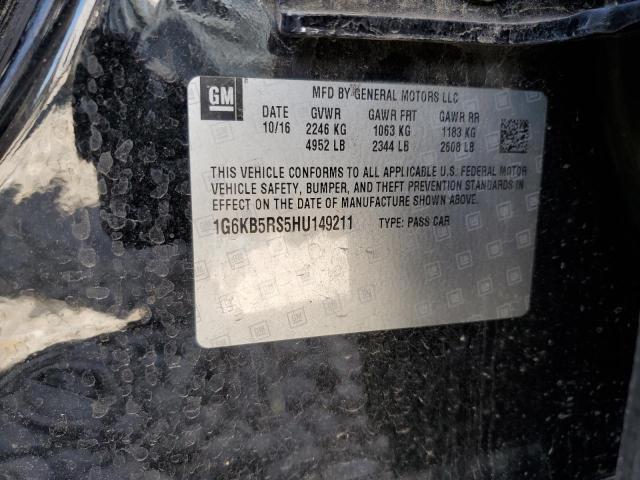 GM
MFD BY GENERAL MOTORS LLC
DATE GVWR GAWR FRT GAWR RR
10/16 2246 KG 1063 KG 1183 KG
4952 LB 2344 LB 2608 LB
THIS VEHICLE CONFORMS TO ALL APPLICABLE U.S. FEDERAL MOTOR
VEHICLE SAFETY, BUMPER, AND THEFT PREVENTION STANDARDS IN
EFFECT ON THE DATE OF MANUFACTURE SHOWN ABOVE.
1G6KB5RS5HU149211 TYPE: PASS CAR